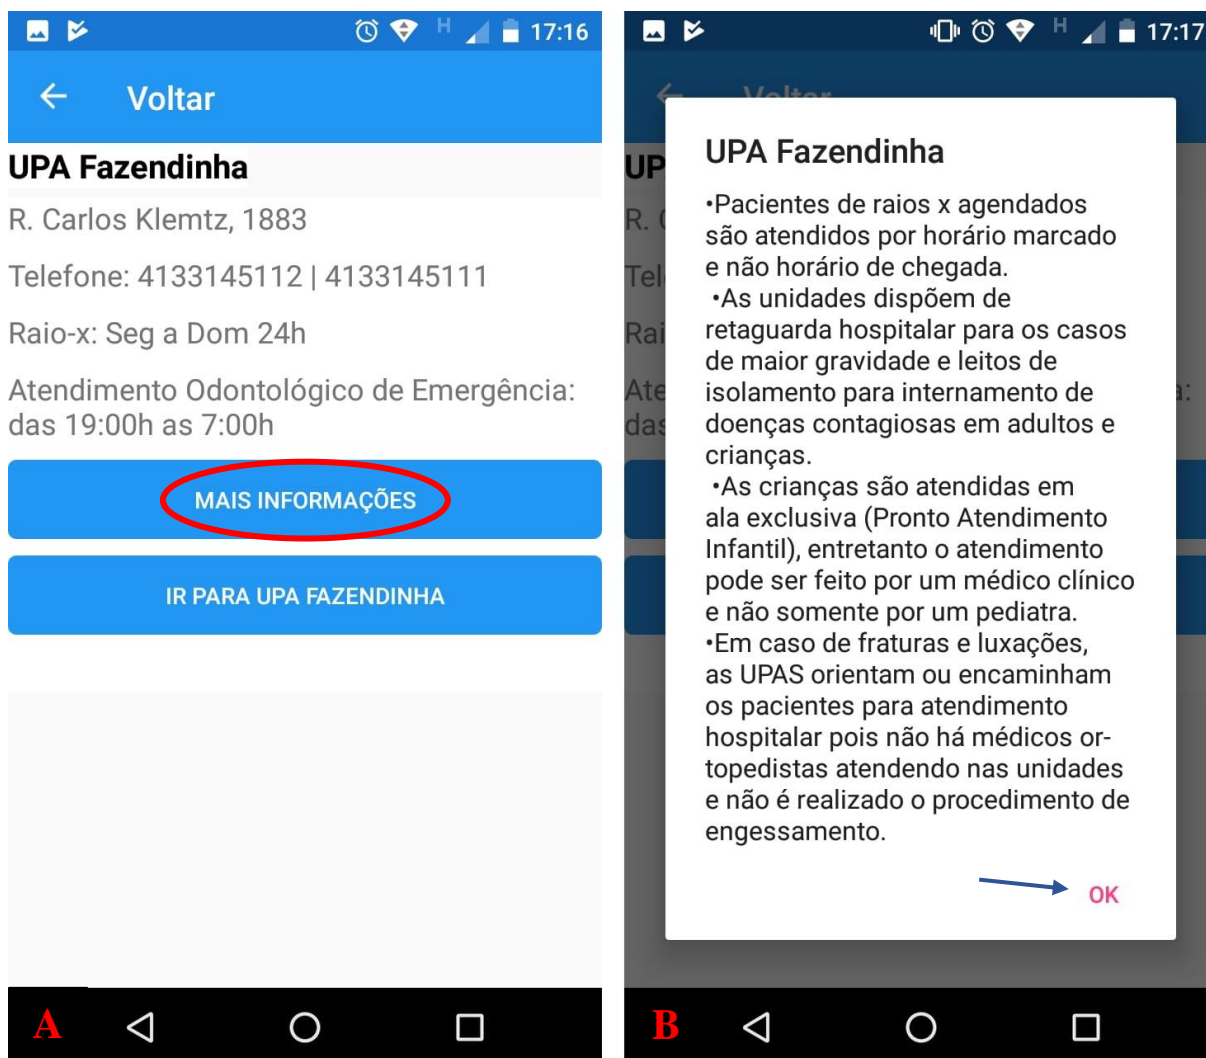 H 17:16
Voltar
UPA Fazendinha
R. Carlos Klemtz, 1883
Telefone: 4133145112 | 4133145111
Raio-x: Seg a Dom 24h
Atendimento Odontológico de Emergência:
das 19:00h as 7:00h
MAIS INFORMAÇÕES
IR PARA UPA FAZENDINHA
A
H 17:17
Voltar
UP
R. C
Tel
Rai
Ate a:
das
UPA Fazendinha
•Pacientes de raios x agendados
são atendidos por horário marcado
e não horário de chegada.
•As unidades dispõem de
retaguarda hospitalar para os casos
de maior gravidade e leitos de
isolamento para internamento de
doenças contagiosas em adultos e
crianças.
•As crianças são atendidas em
ala exclusiva (Pronto Atendimento
Infantil), entretanto o atendimento
pode ser feito por um médico clínico
e não somente por um pediatra.
•Em caso de fraturas e luxações,
as UPAS orientam ou encaminham
os pacientes para atendimento
hospitalar pois não há médicos or-
topedistas atendendo nas unidades
e não é realizado o procedimento de
engessamento.
OK
B